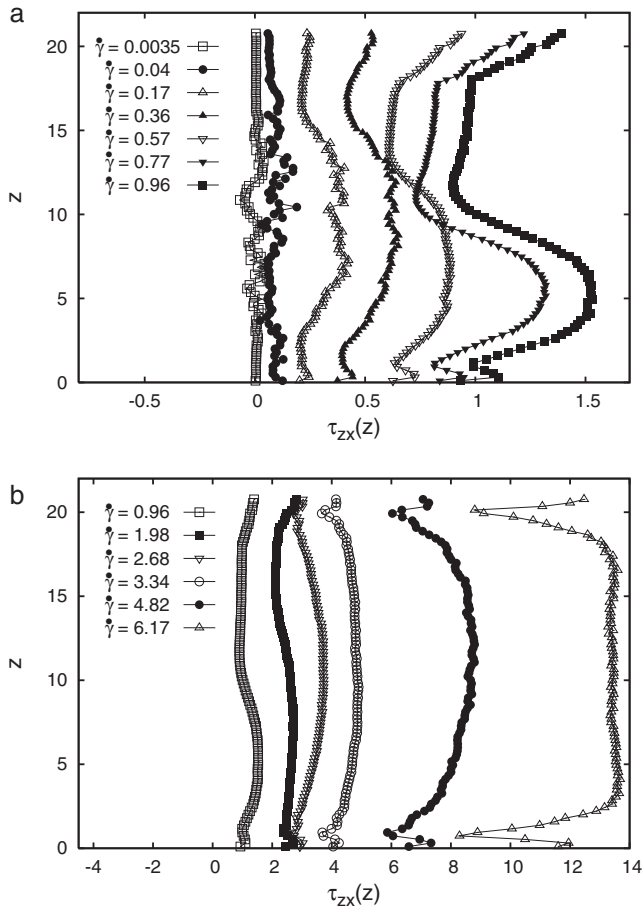 a
γ̇ = 0.0035
γ̇ = 0.04
γ̇ = 0.17
γ̇ = 0.36
γ̇ = 0.57
γ̇ = 0.77
γ̇ = 0.96
20
15
10
5
0
z
-0.5 0 0.5 1 1.5
τzx(z)
b
γ̇ = 0.96
γ̇ = 1.98
γ̇ = 2.68
γ̇ = 3.34
γ̇ = 4.82
γ̇ = 6.17
20
15
10
5
0
z
-4 -2 0 2 4 6 8 10 12 14
τzx(z)